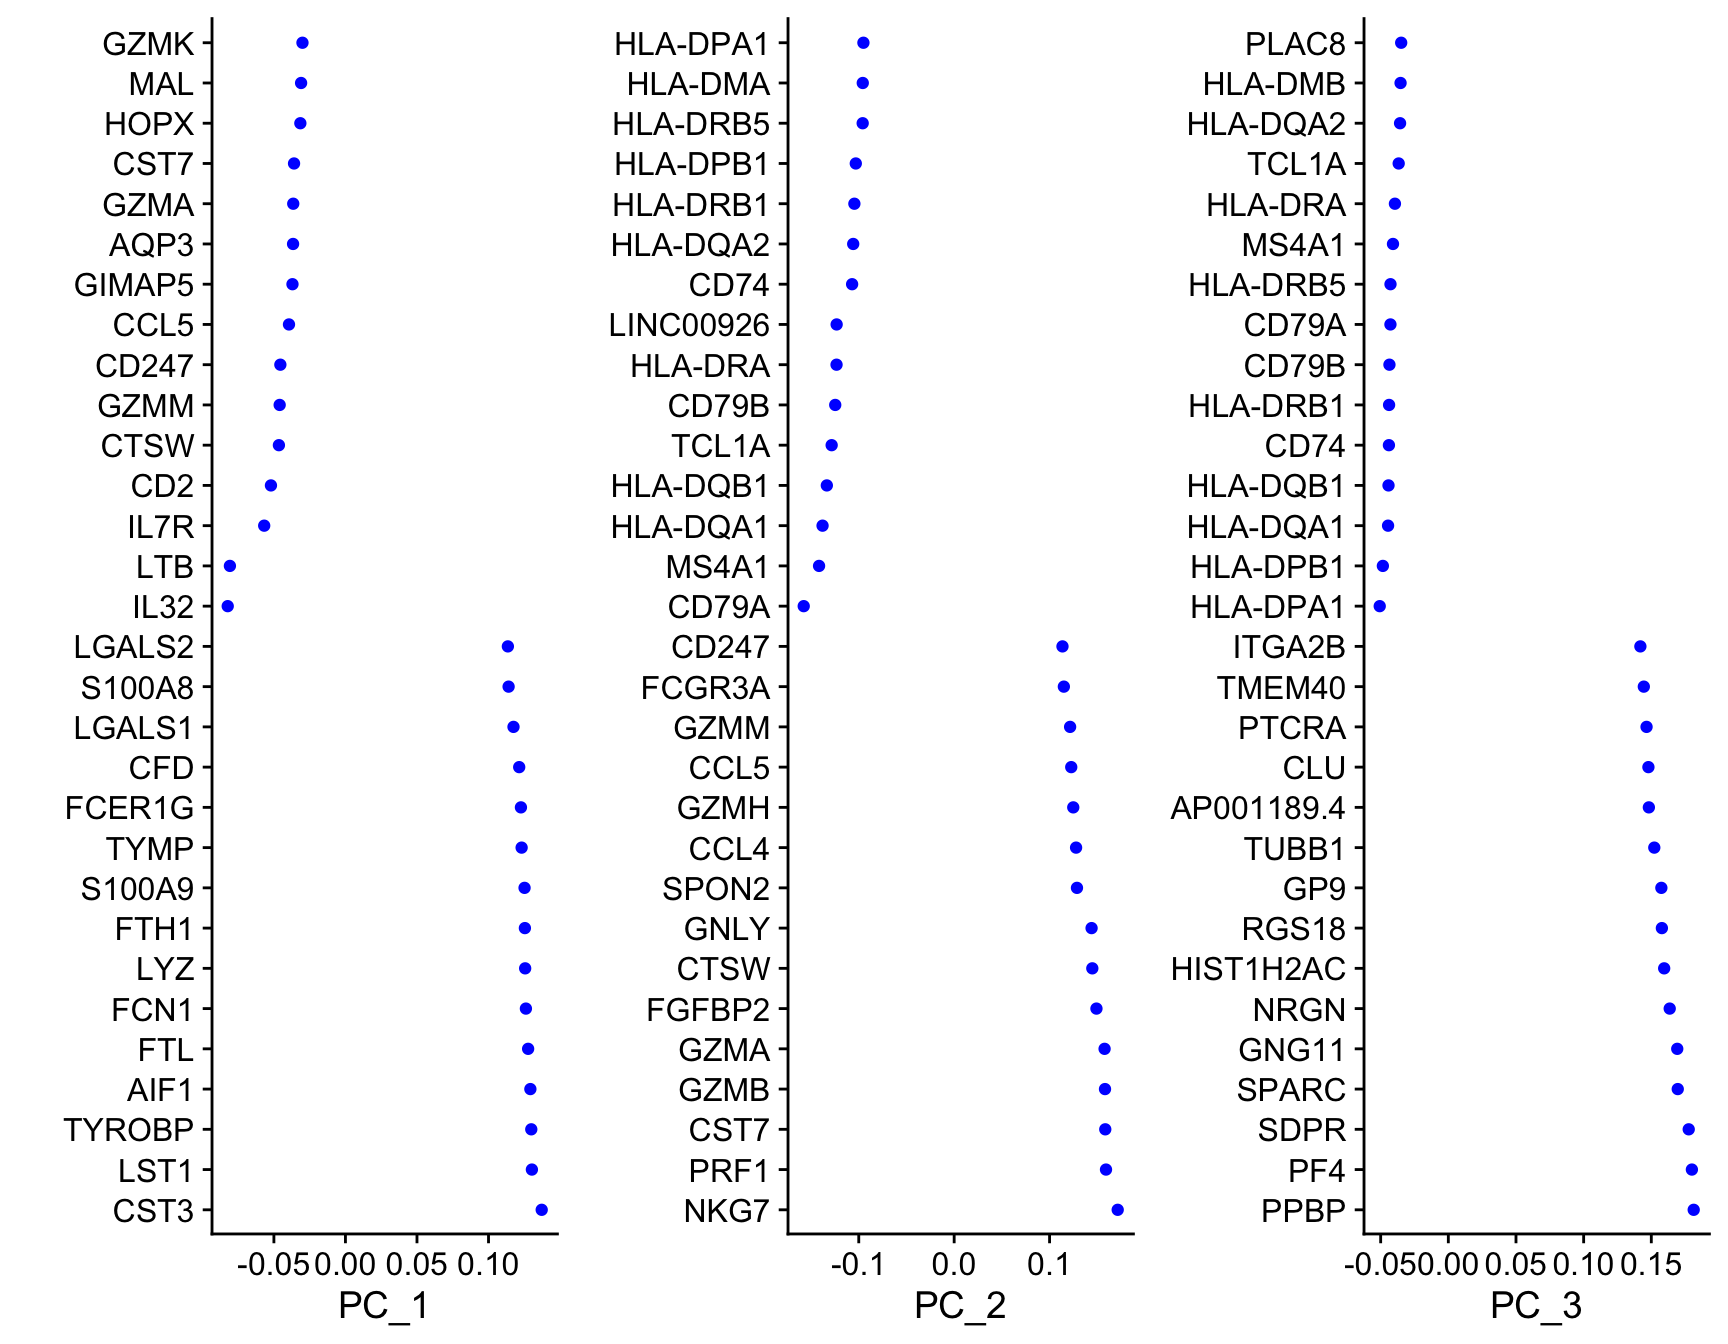 GZMK
MAL
HOPX
CST7
GZMA
AQP3
GIMAP5
CCL5
CD247
GZMM
CTSW
CD2
IL7R
LTB
IL32
LGALS2
S100A8
LGALS1
CFD
FCER1G
TYMP
S100A9
FTH1
LYZ
FCN1
FTL
AIF1
TYROBP
LST1
CST3
-0.05 0.00 0.05 0.10
PC_1
HLA-DPA1
HLA-DMA
HLA-DRB5
HLA-DPB1
HLA-DRB1
HLA-DQA2
CD74
LINC00926
HLA-DRA
CD79B
TCL1A
HLA-DQB1
HLA-DQA1
MS4A1
CD79A
CD247
FCGR3A
GZMM
CCL5
GZMH
CCL4
SPON2
GNLY
CTSW
FGFBP2
GZMA
GZMB
CST7
PRF1
NKG7
-0.1 0.0 0.1
PC_2
PLAC8
HLA-DMB
HLA-DQA2
TCL1A
HLA-DRA
MS4A1
HLA-DRB5
CD79A
CD79B
HLA-DRB1
CD74
HLA-DQB1
HLA-DQA1
HLA-DPB1
HLA-DPA1
ITGA2B
TMEM40
PTCRA
CLU
AP001189.4
TUBB1
GP9
RGS18
HIST1H2AC
NRGN
GNG11
SPARC
SDPR
PF4
PPBP
-0.05 0.00 0.05 0.10 0.15
PC_3